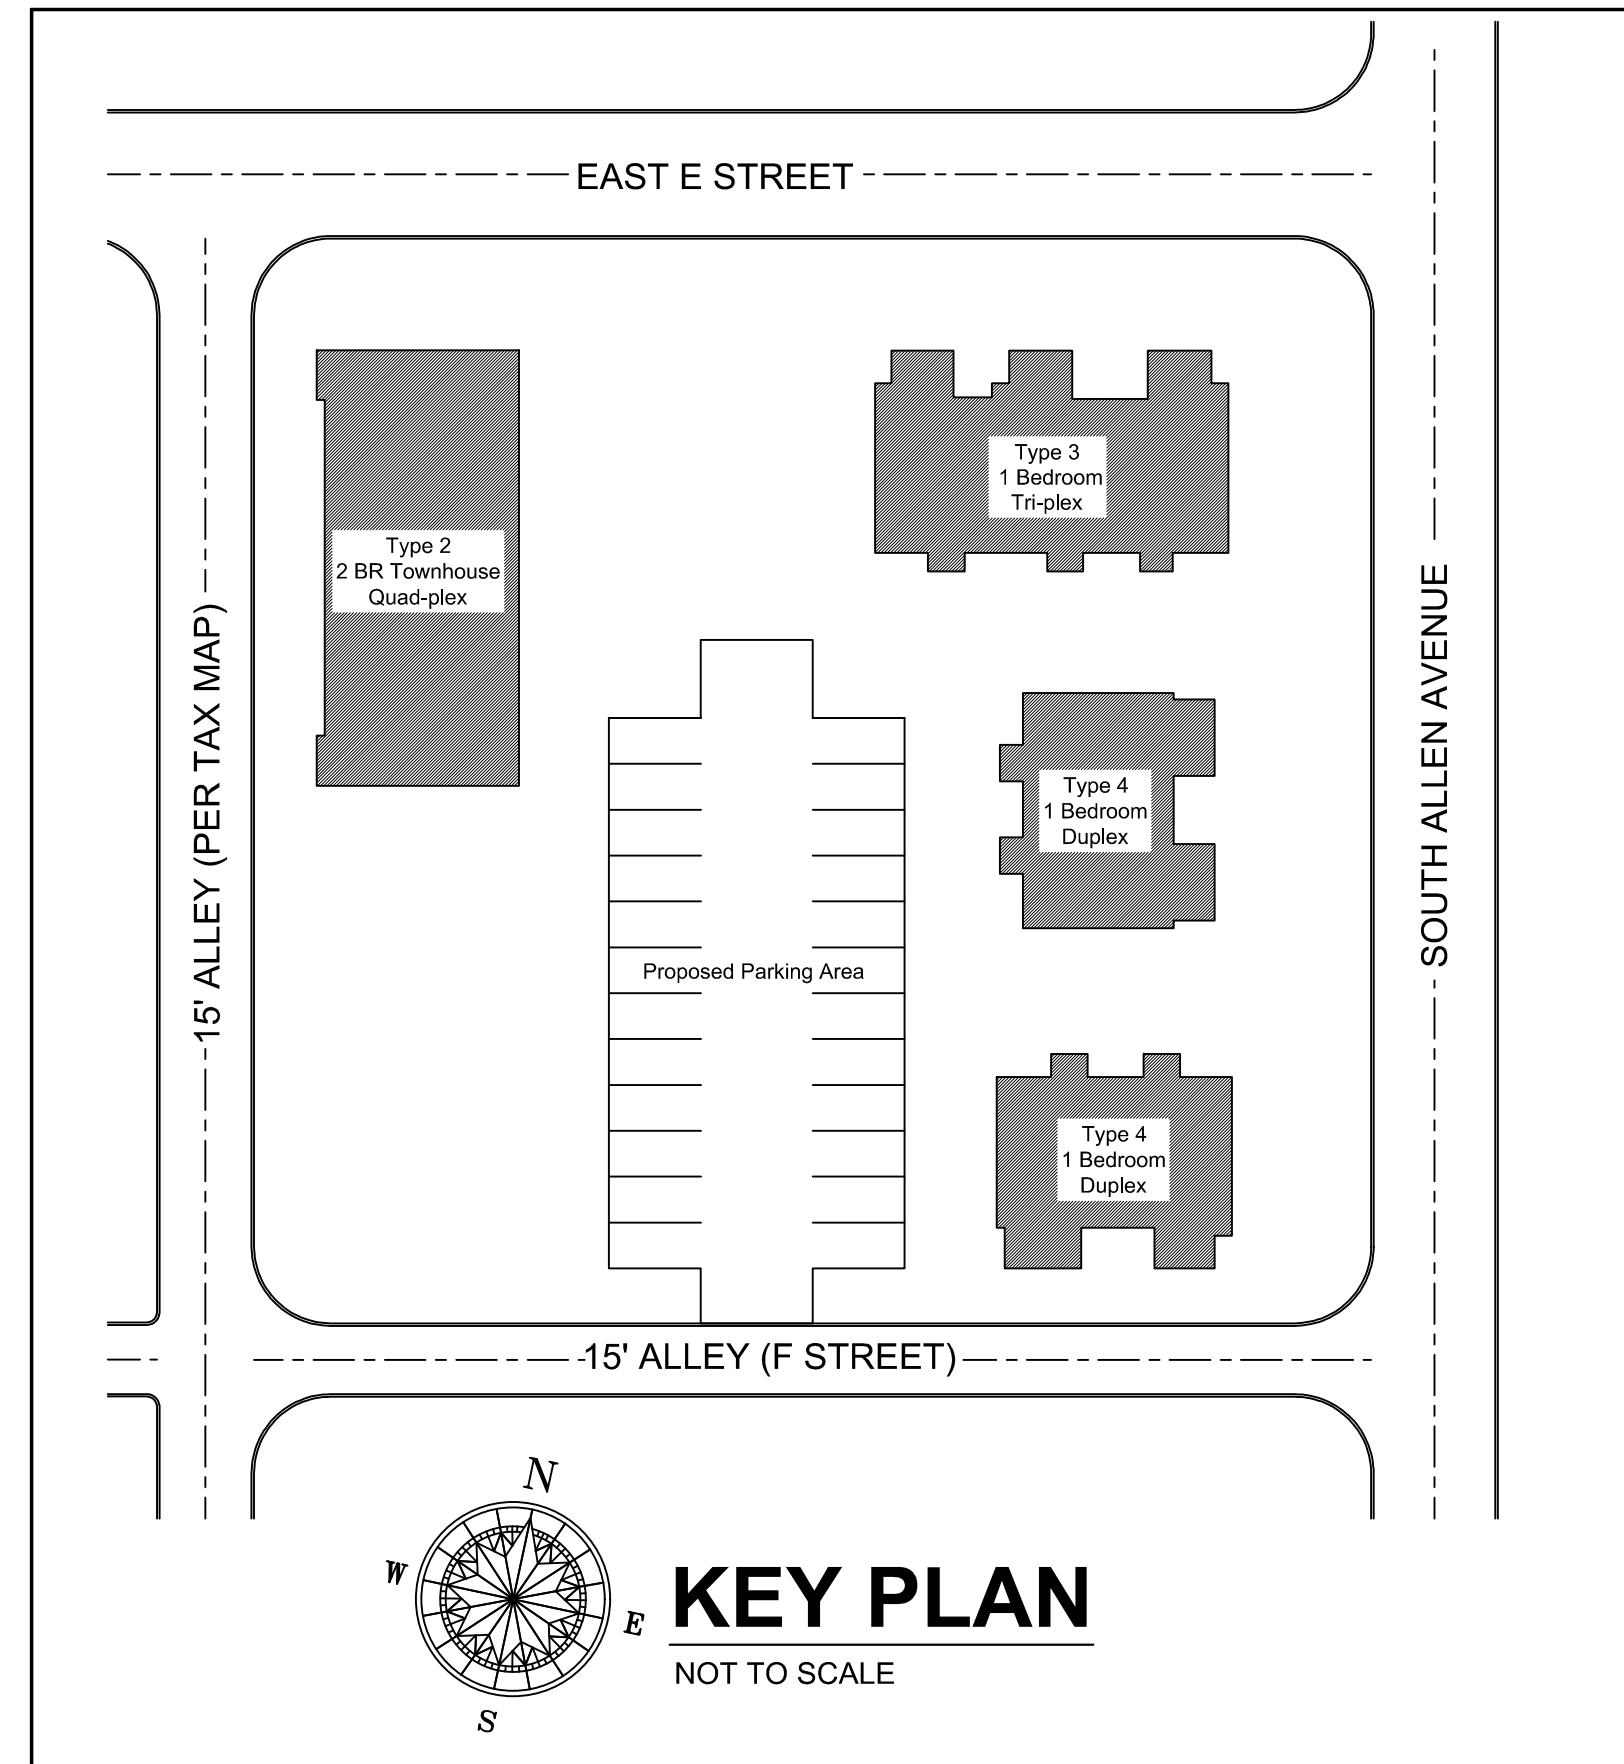 EAST E STREET
Type 3
1 Bedroom
Tri-plex
Type 2
2 BR Townhouse
Quad-plex
15' ALLEY (PER TAX MAP)
SOUTH ALLEN AVENUE
Type 4
1 Bedroom
Duplex
Proposed Parking Area
Type 4
1 Bedroom
Duplex
15' ALLEY (F STREET)
N
W
E
S
KEY PLAN
NOT TO SCALE